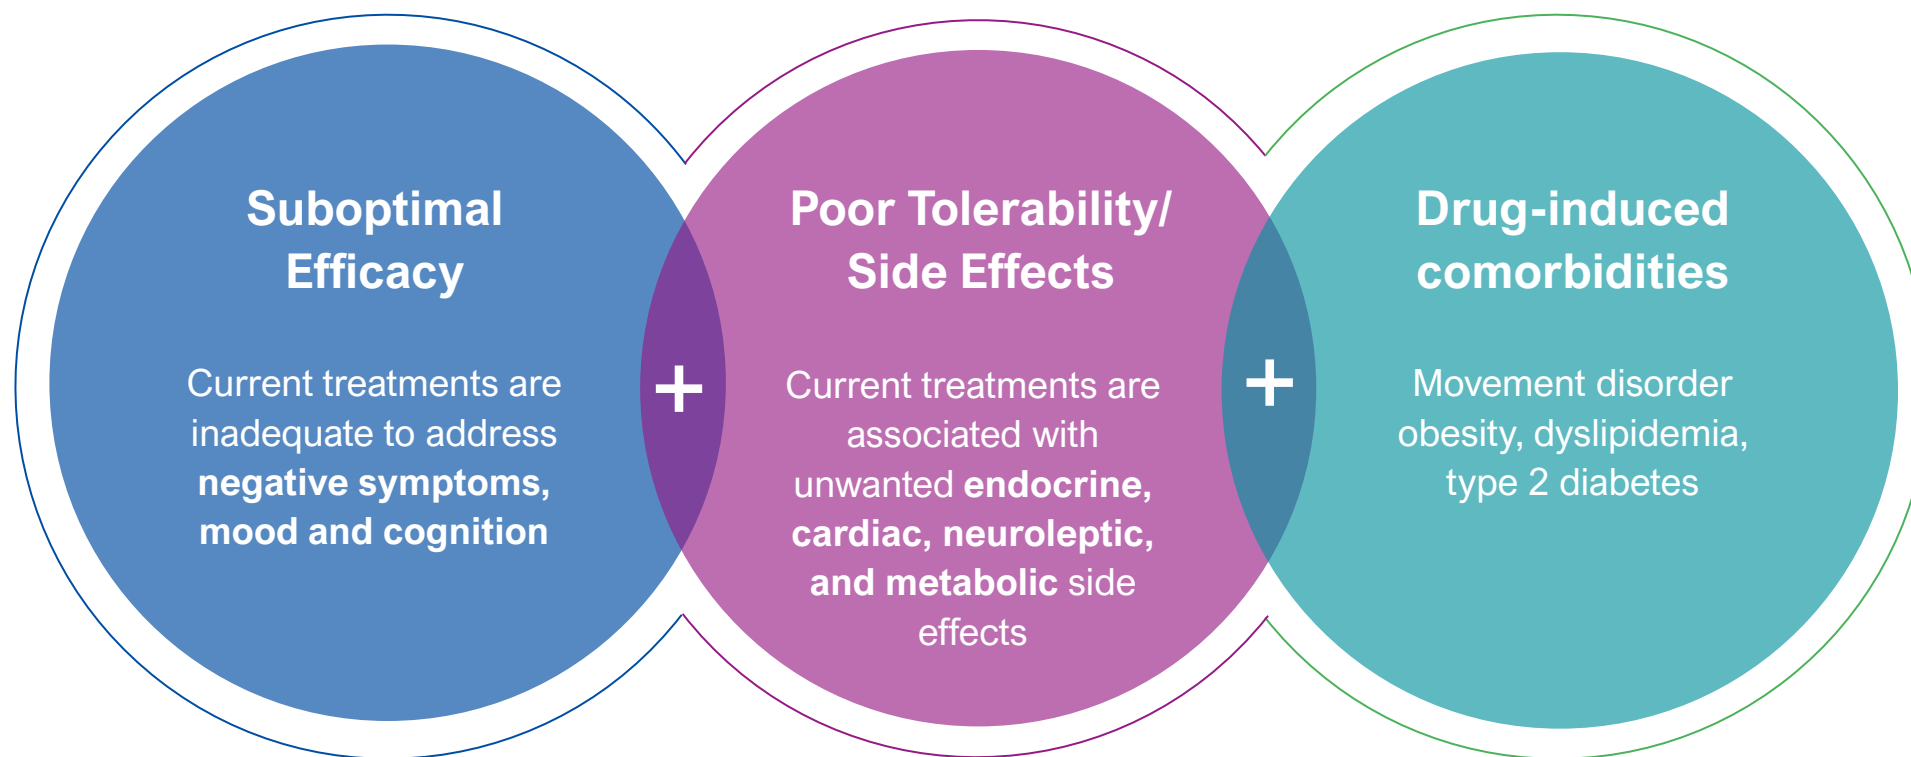 Suboptimal
Efficacy
Current treatments are
inadequate to address
negative symptoms,
mood and cognition
+
Poor Tolerability/
Side Effects
Current treatments are
associated with
unwanted endocrine,
cardiac, neuroleptic,
and metabolic side
effects
+
Drug-induced
comorbidities
Movement disorder
obesity, dyslipidemia,
type 2 diabetes